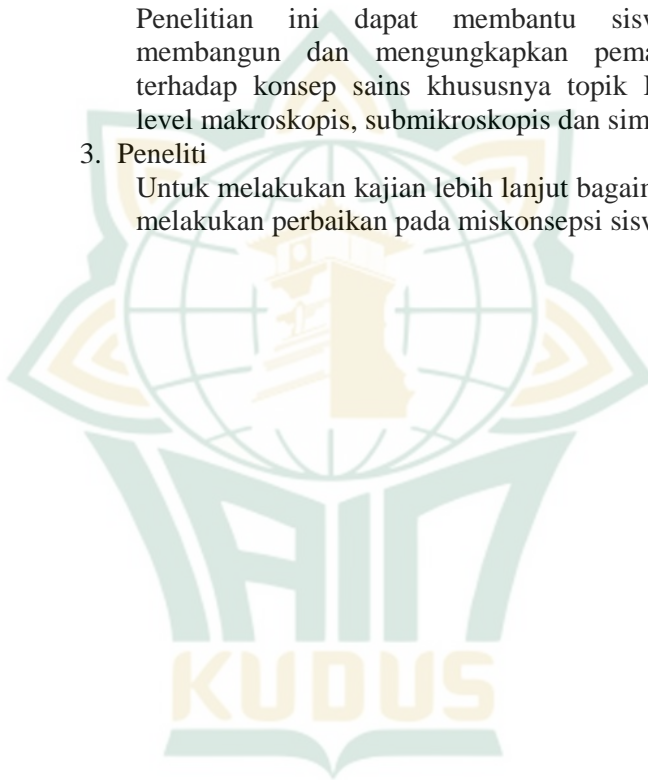 Penelitian ini dapat membantu
membangun dan mengungkapkan
terhadap konsep sains khususnya topik
level makroskopis, submikroskopis dan
3. Peneliti
Untuk melakukan kajian lebih lanjut
melakukan perbaikan pada miskonsepsi
IAIN
KUDUS